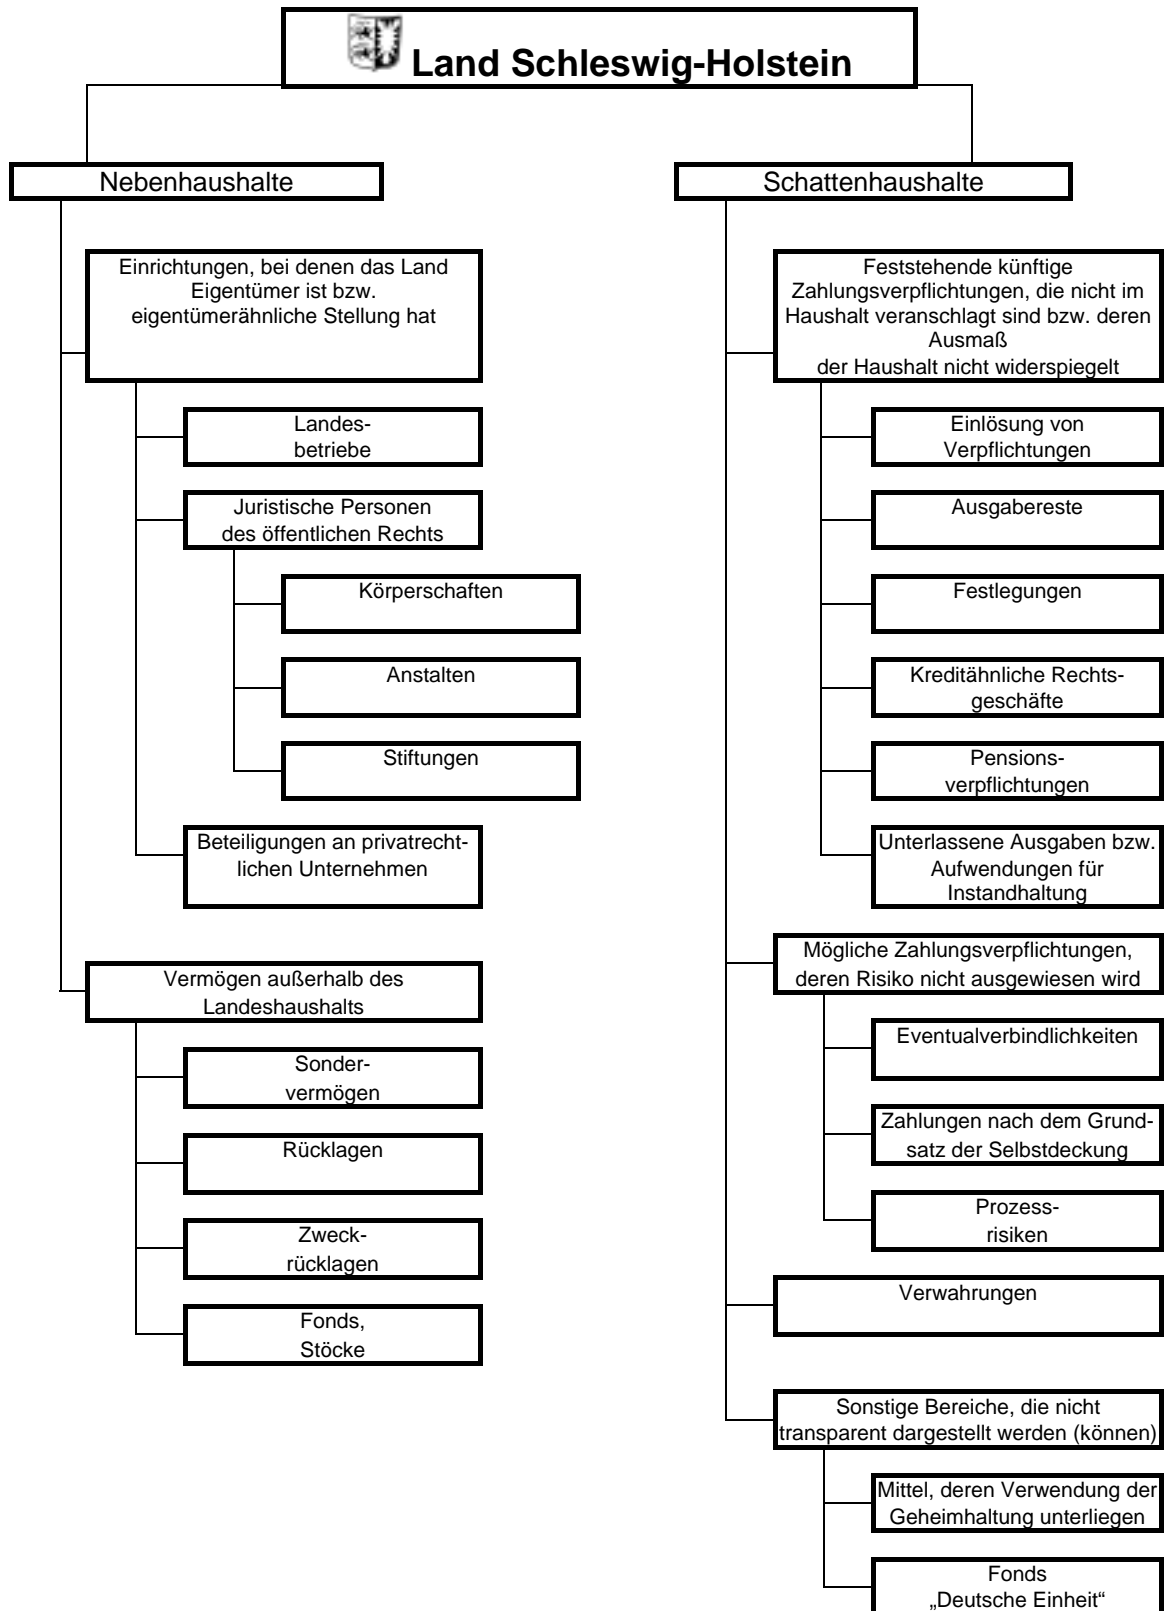 Land Schleswig-Holstein
Nebenhaushalte
Einrichtungen, bei denen das Land
Eigentümer ist bzw.
eigentümerähnliche Stellung hat
Landes-
betriebe
Juristische Personen
des öffentlichen Rechts
Körperschaften
Anstalten
Stiftungen
Beteiligungen an privatrecht-
lichen Unternehmen
Vermögen außerhalb des
Landeshaushalts
Sonder-
vermögen
Rücklagen
Zweck-
rücklagen
Fonds,
Stöcke
Schattenhaushalte
Feststehende künftige
Zahlungsverpflichtungen, die nicht im
Haushalt veranschlagt sind bzw. deren
Ausmaß
der Haushalt nicht widerspiegelt
Einlösung von
Verpflichtungen
Ausgabereste
Festlegungen
Kreditähnliche Rechts-
geschäfte
Pensions-
verpflichtungen
Unterlassene Ausgaben bzw.
Aufwendungen für
Instandhaltung
Mögliche Zahlungsverpflichtungen,
deren Risiko nicht ausgewiesen wird
Eventualverbindlichkeiten
Zahlungen nach dem Grund-
satz der Selbstdeckung
Prozess-
risiken
Verwahrungen
Sonstige Bereiche, die nicht
transparent dargestellt werden (können)
Mittel, deren Verwendung der
Geheimhaltung unterliegen
Fonds
„Deutsche Einheit“